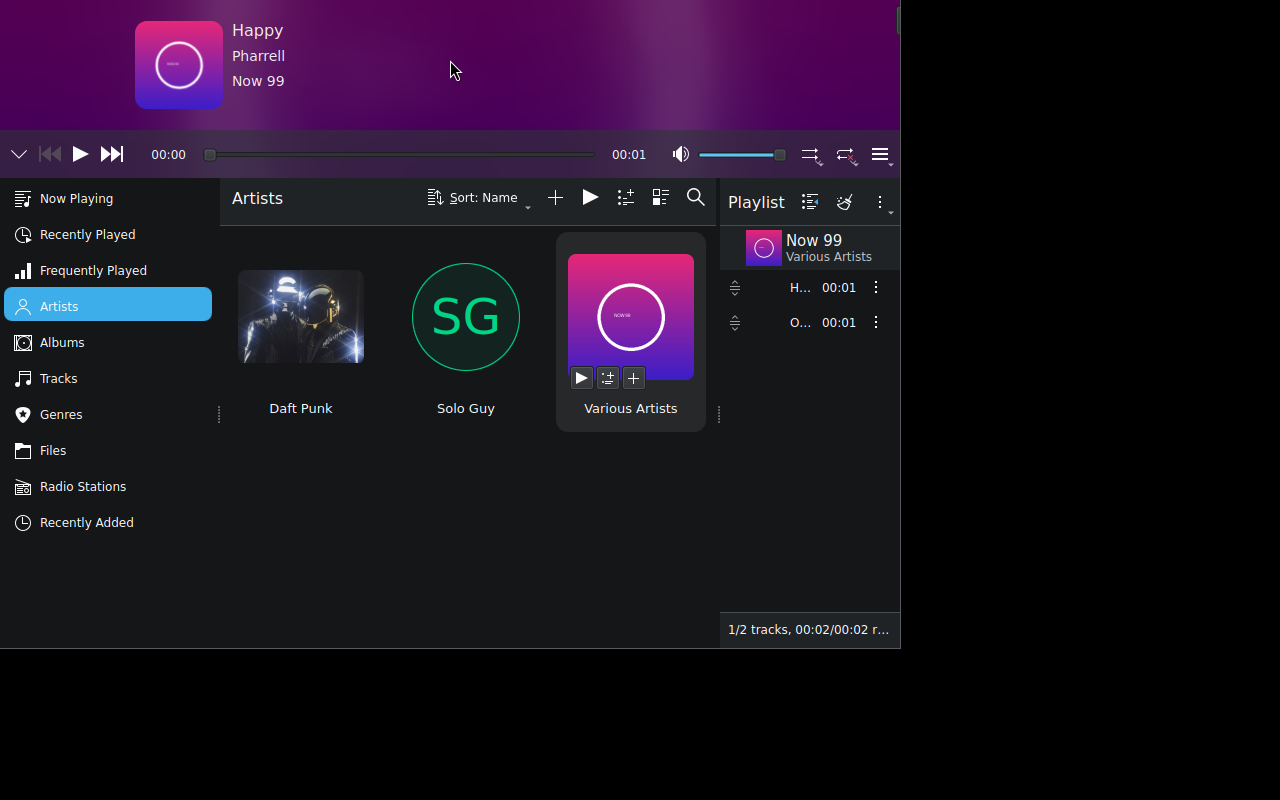 Happy
Pharrell
Now 99
00:00
00:01
Now Playing
Recently Played
Frequently Played
Artists
Albums
Tracks
Genres
Files
Radio Stations
Recently Added
Artists
Sort: Name
Daft Punk
SG
Solo Guy
NOW 99
Various Artists
Playlist
Now 99
Various Artists
H... 00:01
O... 00:01
1/2 tracks, 00:02/00:02 r...